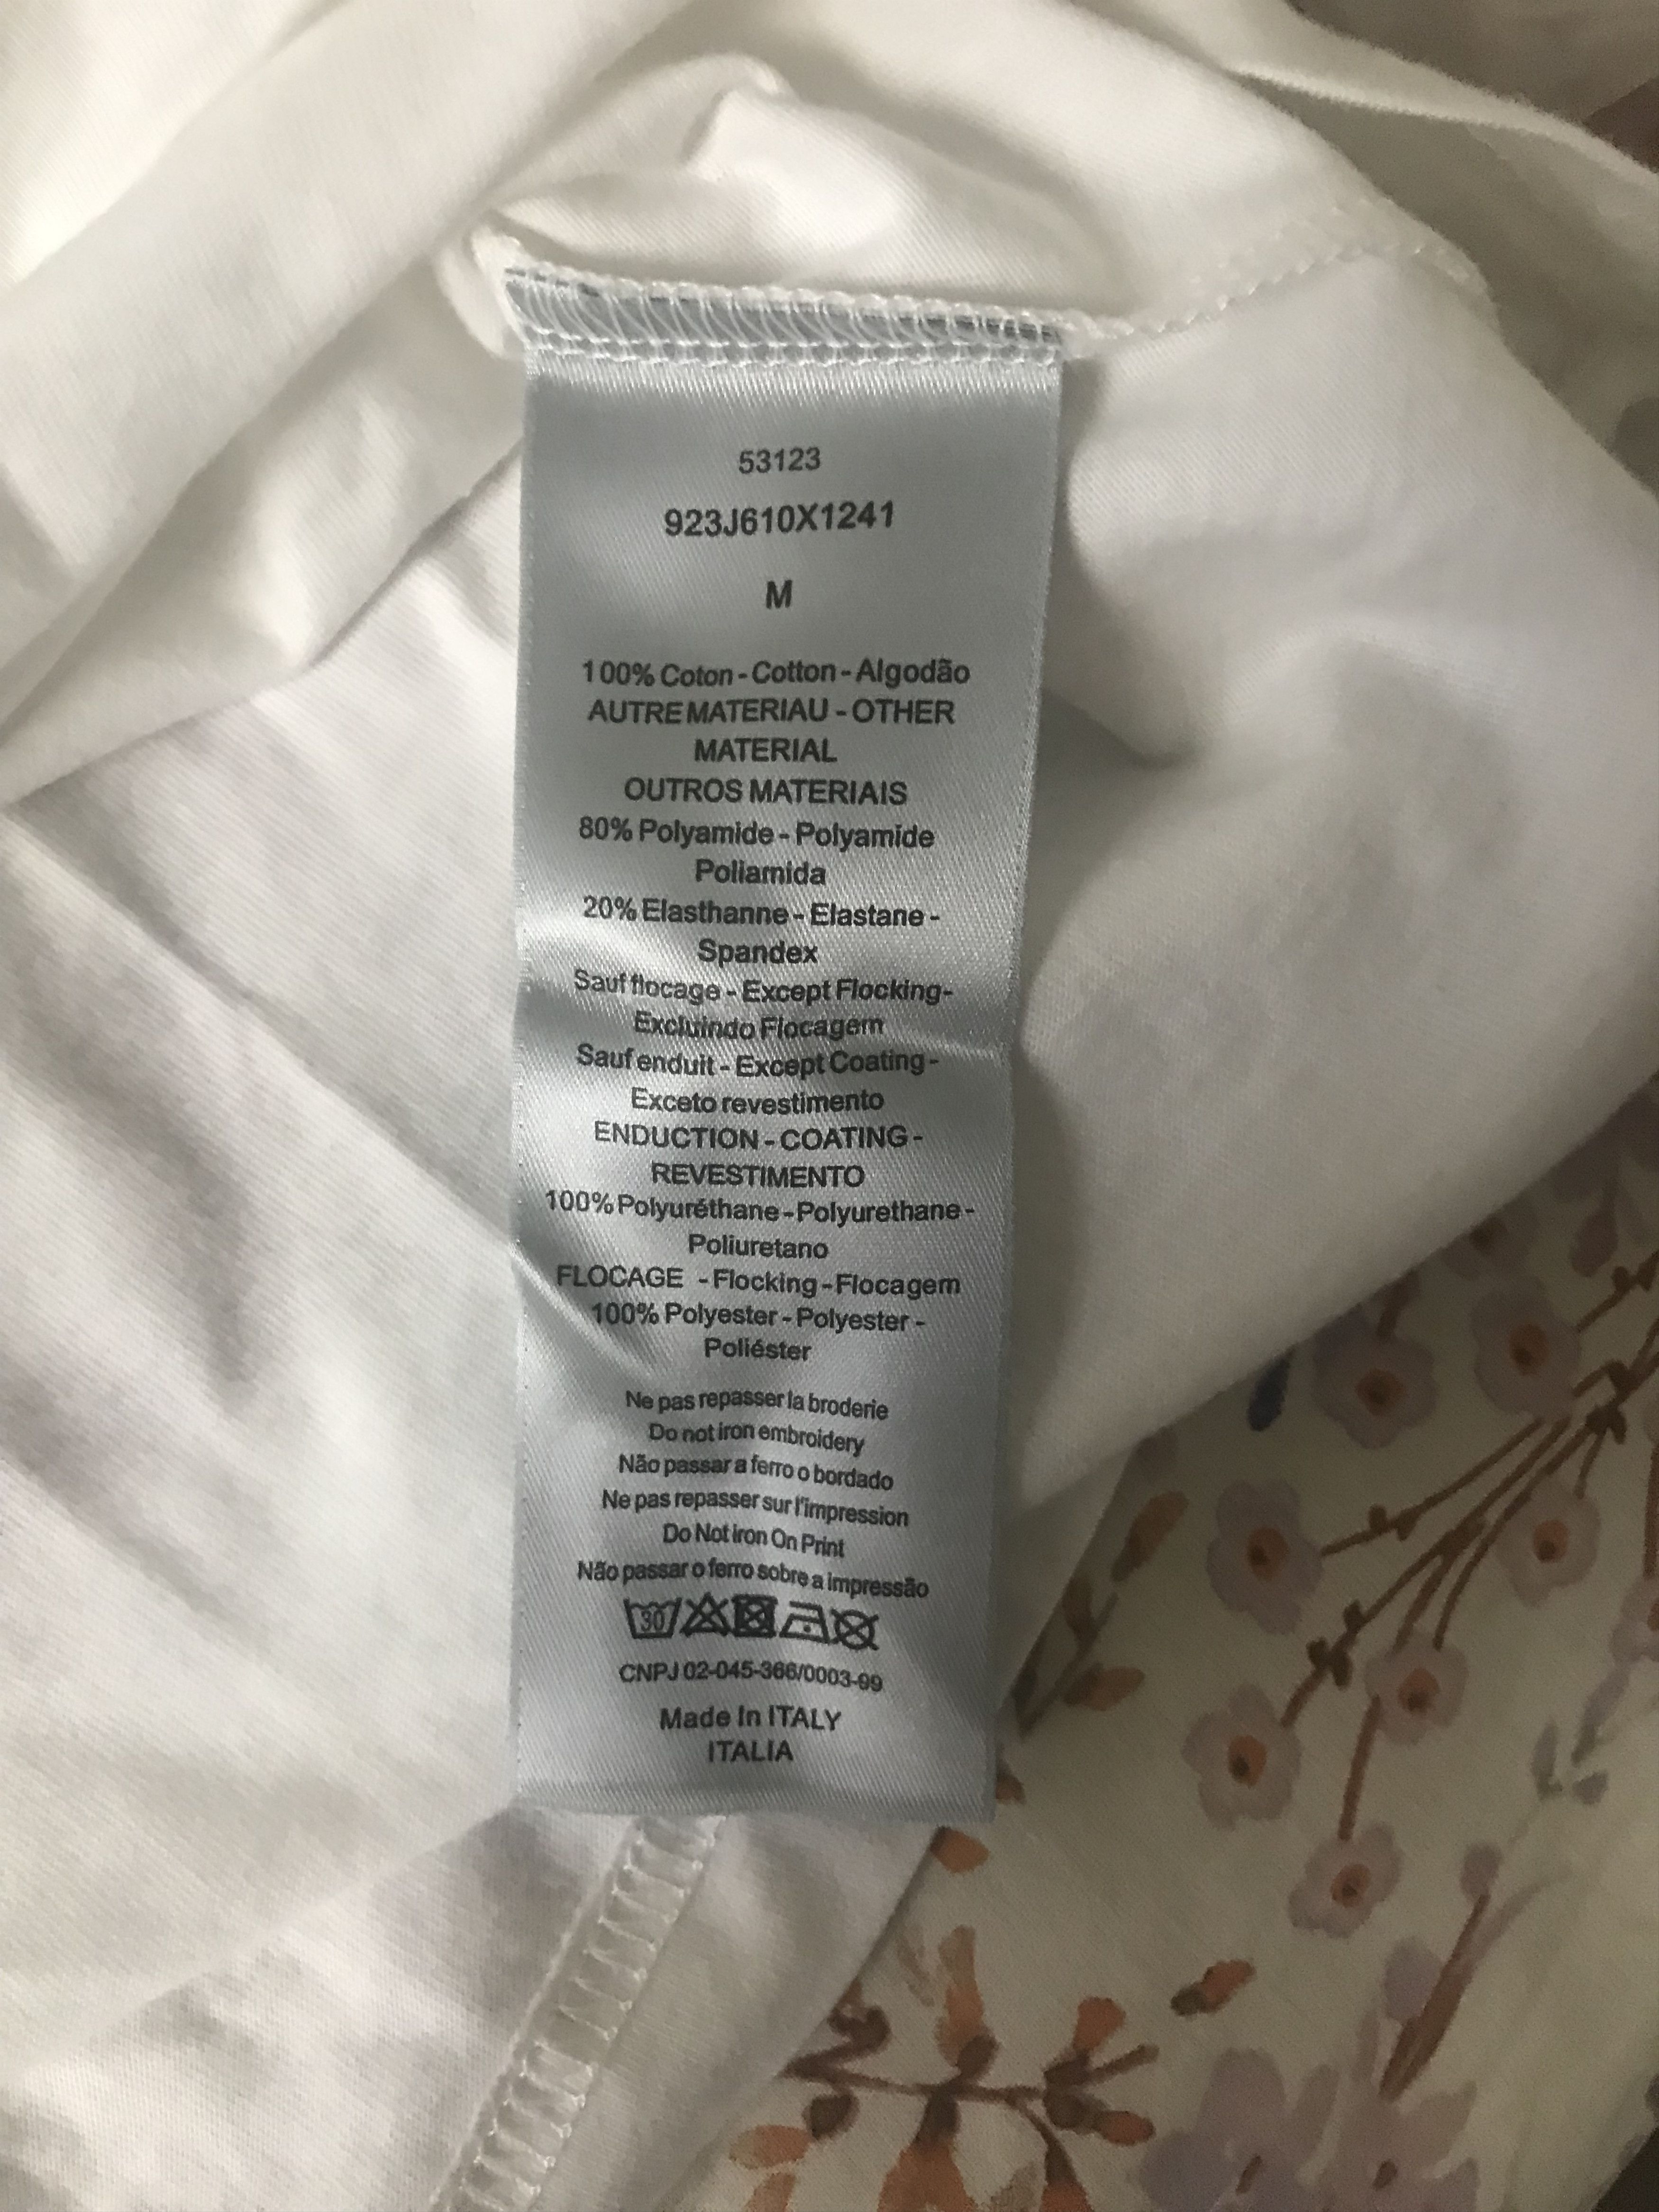 53123
923J610X1241
M
100% Coton - Cotton - Algodão
AUTRE MATERIAU - OTHER
MATERIAL
OUTROS MATERIAIS
80% Polyamide - Polyamide
Poliamida
20% Elasthanne - Elastane -
Spandex
Sauf flocage - Except Flocking-
Excluindo Flocagem
Sauf enduit - Except Coating -
Exceto revestimento
ENDUCTION - COATING -
REVESTIMENTO
100% Polyuréthane - Polyurethane -
Poliuretano
FLOCAGE - Flocking - Flocagem
100% Polyester - Polyester -
Poliéster
Ne pas repasser la broderie
Do not iron embroidery
Não passar a ferro o bordado
Ne pas repasser sur l'impression
Do Not iron On Print
Não passar o ferro sobre a impressão
30
CNPJ 02-045-366/0003-99
Made In ITALY
ITALIA